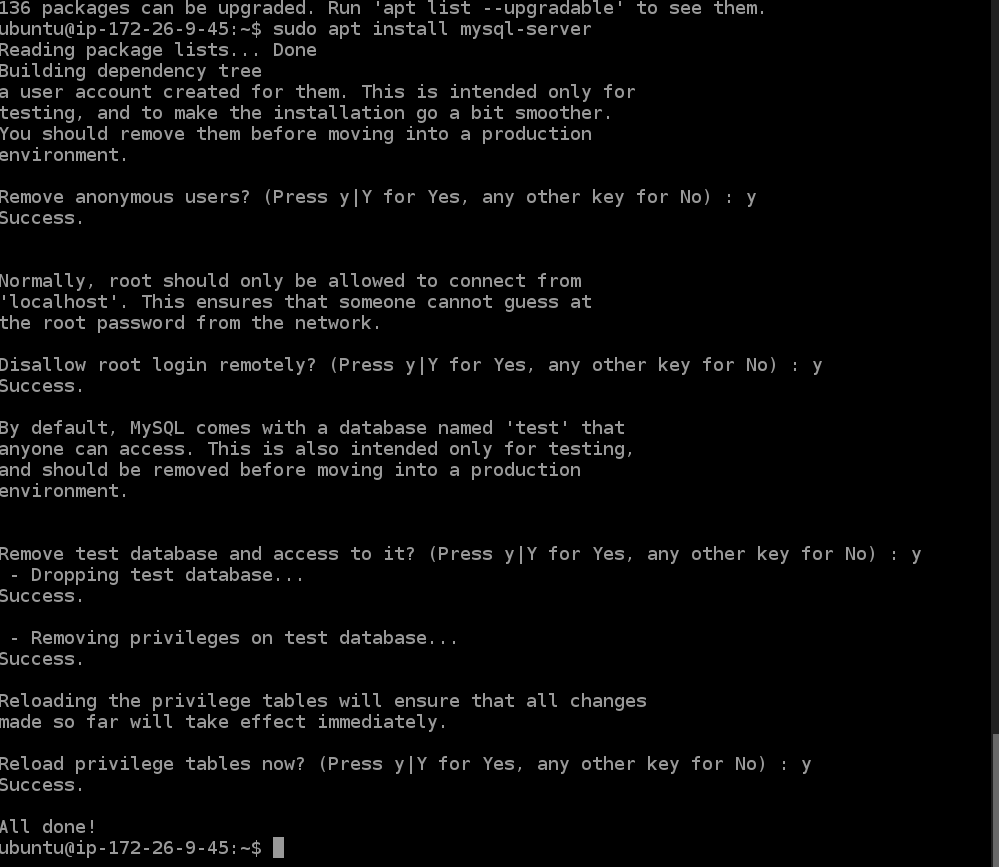 136 packages can be upgraded. Run 'apt list --upgradable' to see them.
ubuntu@ip-172-26-9-45:~$ sudo apt install mysql-server
Reading package lists... Done
Building dependency tree
a user account created for them. This is intended only for
testing, and to make the installation go a bit smoother.
You should remove them before moving into a production
environment.
Remove anonymous users? (Press y|Y for Yes, any other key for No) : y
Success.
Normally, root should only be allowed to connect from
'localhost'. This ensures that someone cannot guess at
the root password from the network.
Disallow root login remotely? (Press y|Y for Yes, any other key for No) : y
Success.
By default, MySQL comes with a database named 'test' that
anyone can access. This is also intended only for testing,
and should be removed before moving into a production
environment.
Remove test database and access to it? (Press y|Y for Yes, any other key for No) : y
- Dropping test database...
Success.
- Removing privileges on test database...
Success.
Reloading the privilege tables will ensure that all changes
made so far will take effect immediately.
Reload privilege tables now? (Press y|Y for Yes, any other key for No) : y
Success.
All done!
ubuntu@ip-172-26-9-45:~$